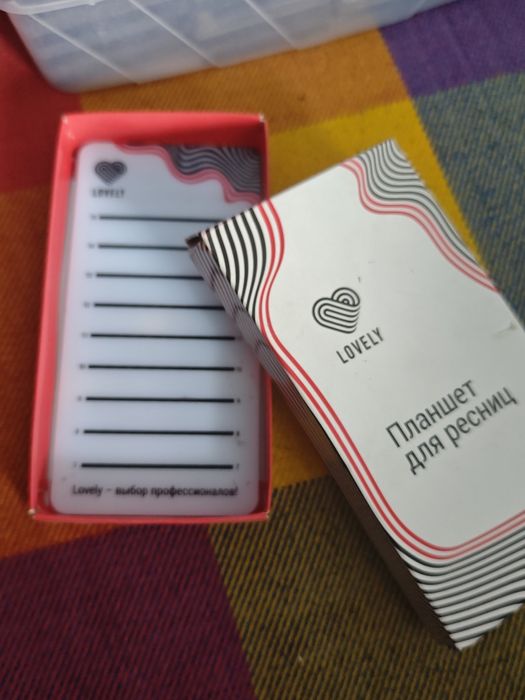 LOVELY
Lovely – выбор профессионалов!
LOVELY
Планшет
для ресниц